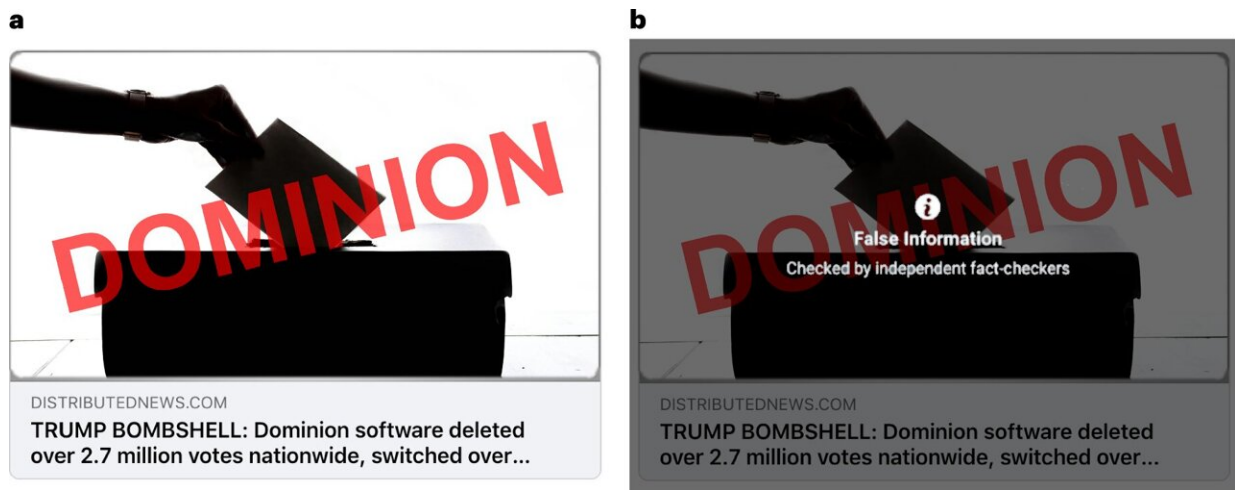 a
DOMINION
DISTRIBUTEDNEWS.COM
TRUMP BOMBSHELL: Dominion software deleted
over 2.7 million votes nationwide, switched over...
b
DOMINION
False Information
Checked by independent fact-checkers
DISTRIBUTEDNEWS.COM
TRUMP BOMBSHELL: Dominion software deleted
over 2.7 million votes nationwide, switched over...